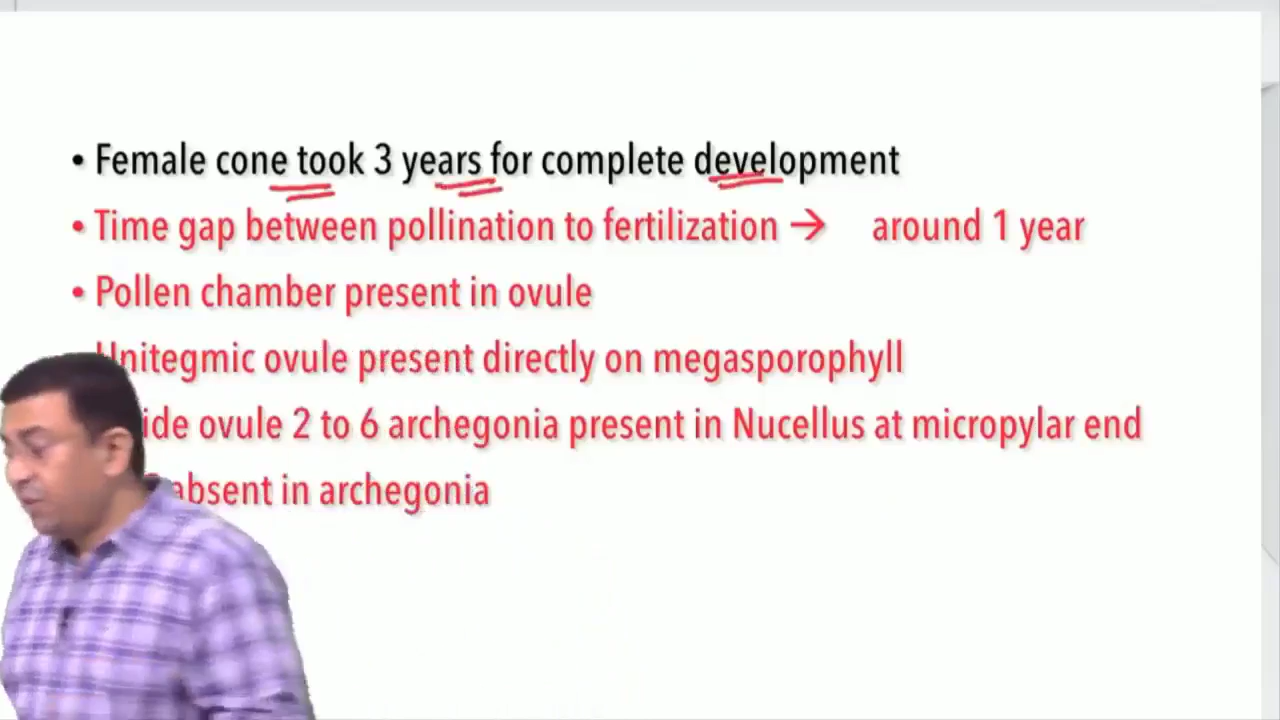 • Female cone took 3 years for complete development
• Time gap between pollination to fertilization → around 1 year
• Pollen chamber present in ovule
Unitegmic ovule present directly on megasporophyll
ovule 2 to 6 archegonia present in Nucellus at micropylar end
absent in archegonia